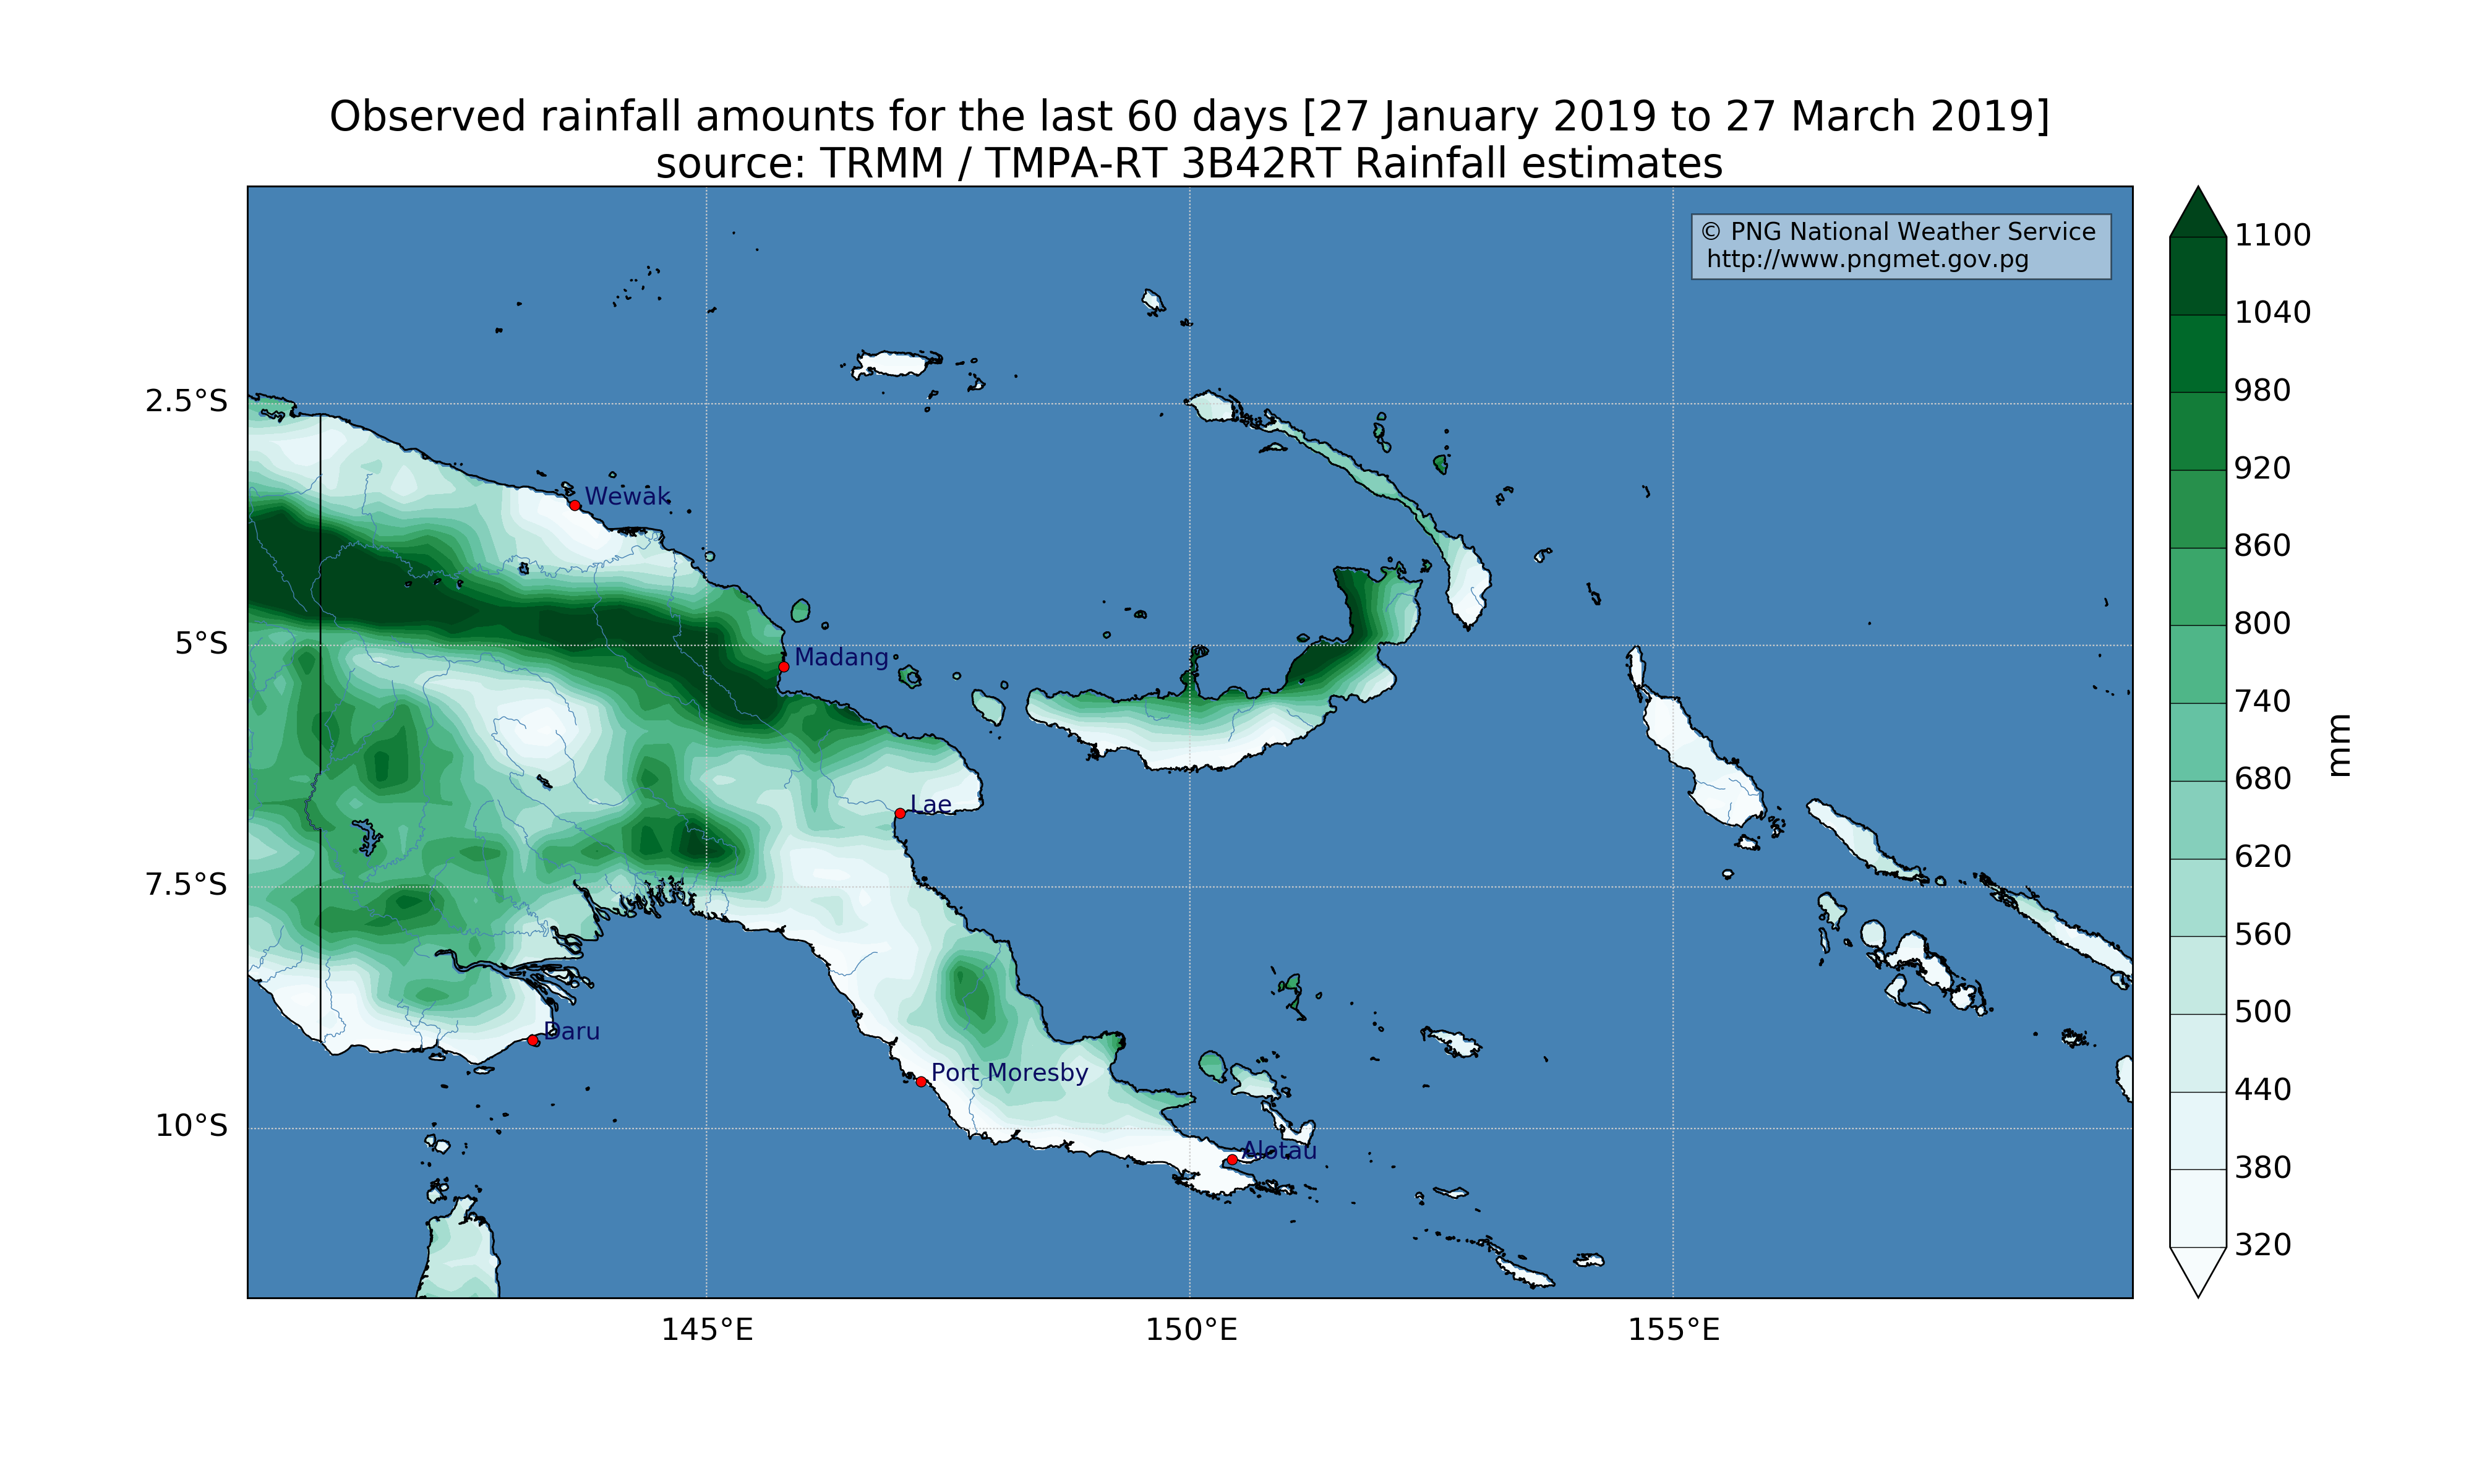 Observed rainfall amounts for the last 60 days [27 January 2019 to 27 March 2019]
source: TRMM / TMPA-RT 3B42RT Rainfall estimates
© PNG National Weather Service
http://www.pngmet.gov.pg
1100
1040
980
920
860
800
740
680
620
560
500
440
380
320
mm
2.5°S
5°S
7.5°S
10°S
Wewak
Madang
Lae
Daru
Port Moresby
Alotau
145°E
150°E
155°E